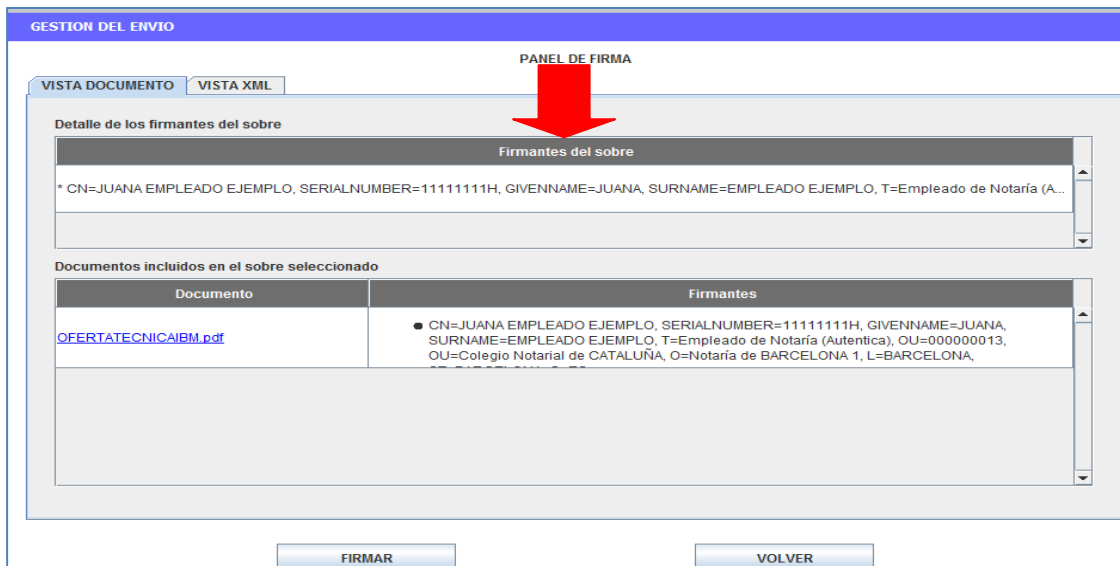 GESTION DEL ENVIO
PANEL DE FIRMA
VISTA DOCUMENTO VISTA XML
Detalle de los firmantes del sobre
Firmantes del sobre
* CN=JUANA EMPLEADO EJEMPLO, SERIALNUMBER=11111111H, GIVENNAME=JUANA, SURNAME=EMPLEADO EJEMPLO, T=Empleado de Notaría (A...
Documentos incluidos en el sobre seleccionado
Documento Firmantes
OFERTATECNICAIBM.pdf
● CN=JUANA EMPLEADO EJEMPLO, SERIALNUMBER=11111111H, GIVENNAME=JUANA,
SURNAME=EMPLEADO EJEMPLO, T=Empleado de Notaría (Autentica), OU=000000013,
OU=Colegio Notarial de CATALUÑA, O=Notaría de BARCELONA 1, L=BARCELONA,
FIRMAR VOLVER